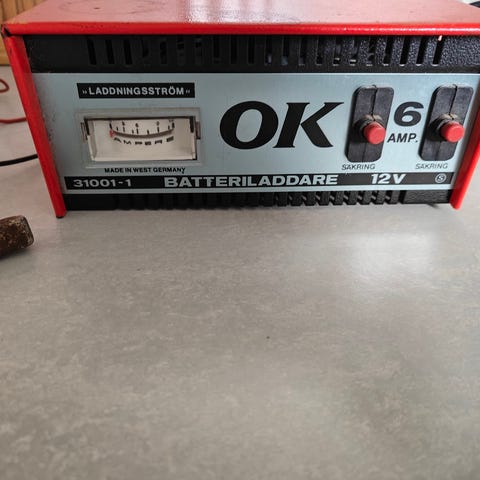 »LADDNINGSSTRÖM«
AMPERE
OK
6
AMP.
SÄKRING
SÄKRING
MADE IN WEST GERMANY
31001-1 BATTERILADDARE 12V
S